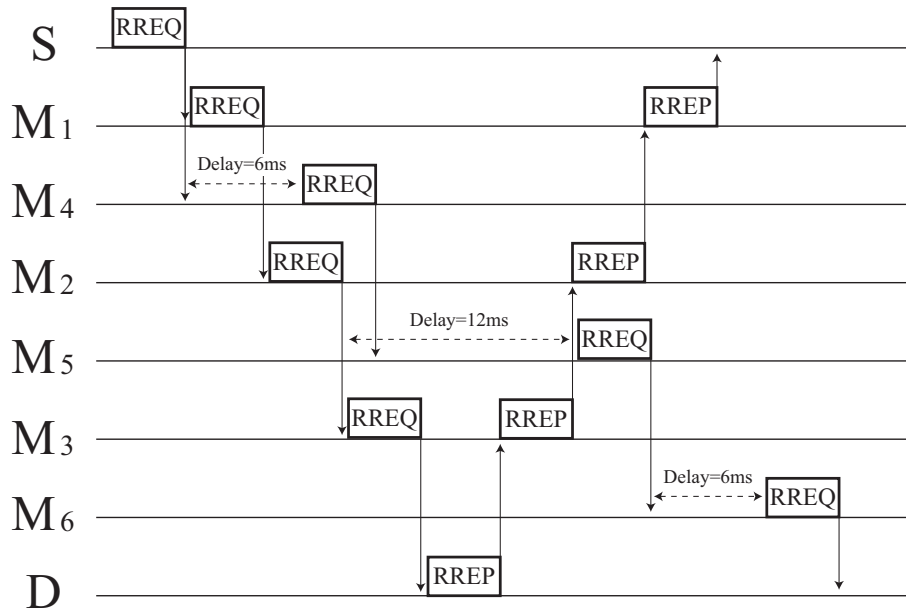 S RREQ
M1 RREQ RREP
Delay=6ms
M4 RREQ
M2 RREQ RREP
Delay=12ms
M5 RREQ
M3 RREQ RREP
Delay=6ms
M6 RREQ
D RREP